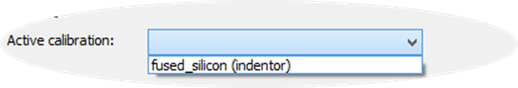 Active calibration:
fused_silicon (indentor)